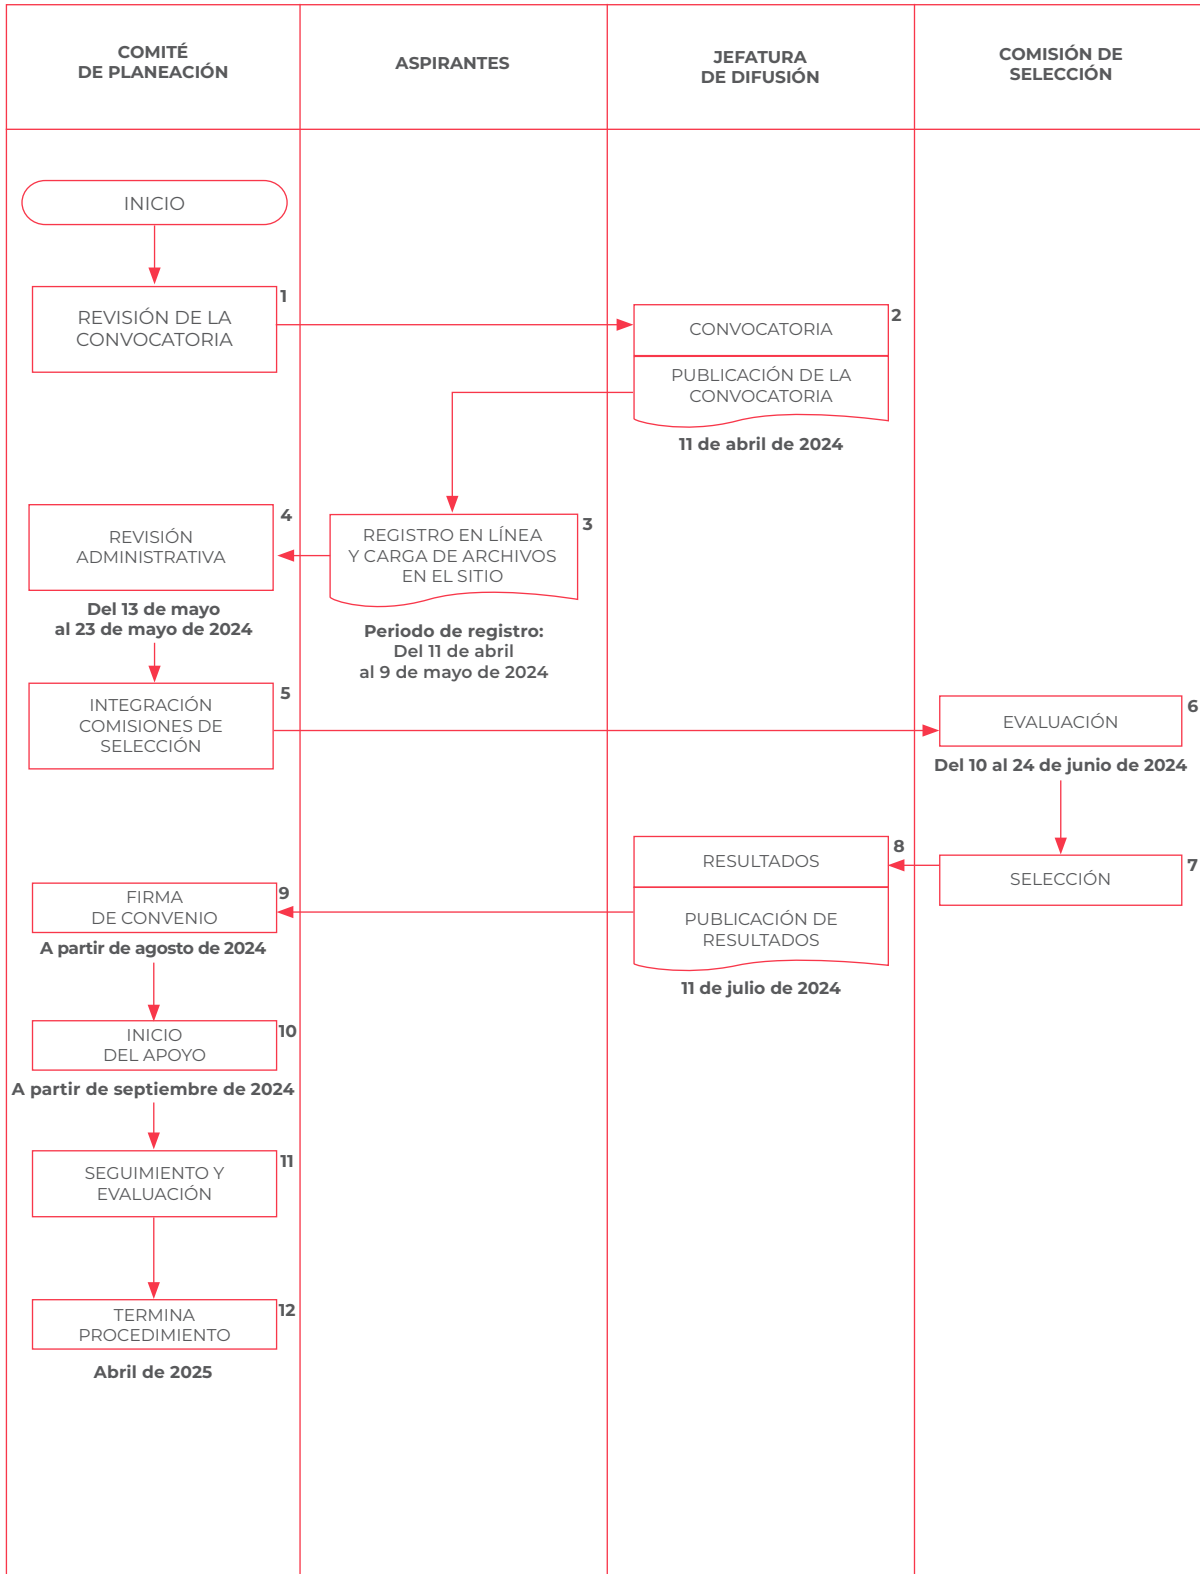 COMITÉ
DE PLANEACIÓN
ASPIRANTES
JEFATURA
DE DIFUSIÓN
COMISIÓN DE
SELECCIÓN
INICIO
1
REVISIÓN DE LA
CONVOCATORIA
2
CONVOCATORIA
PUBLICACIÓN DE LA
CONVOCATORIA
11 de abril de 2024
3
REGISTRO EN LÍNEA
Y CARGA DE ARCHIVOS
EN EL SITIO
Periodo de registro:
Del 11 de abril
al 9 de mayo de 2024
4
REVISIÓN
ADMINISTRATIVA
Del 13 de mayo
al 23 de mayo de 2024
5
INTEGRACIÓN
COMISIONES DE
SELECCIÓN
6
EVALUACIÓN
Del 10 al 24 de junio de 2024
7
SELECCIÓN
8
RESULTADOS
PUBLICACIÓN DE
RESULTADOS
11 de julio de 2024
9
FIRMA
DE CONVENIO
A partir de agosto de 2024
10
INICIO
DEL APOYO
A partir de septiembre de 2024
11
SEGUIMIENTO Y
EVALUACIÓN
12
TERMINA
PROCEDIMIENTO
Abril de 2025